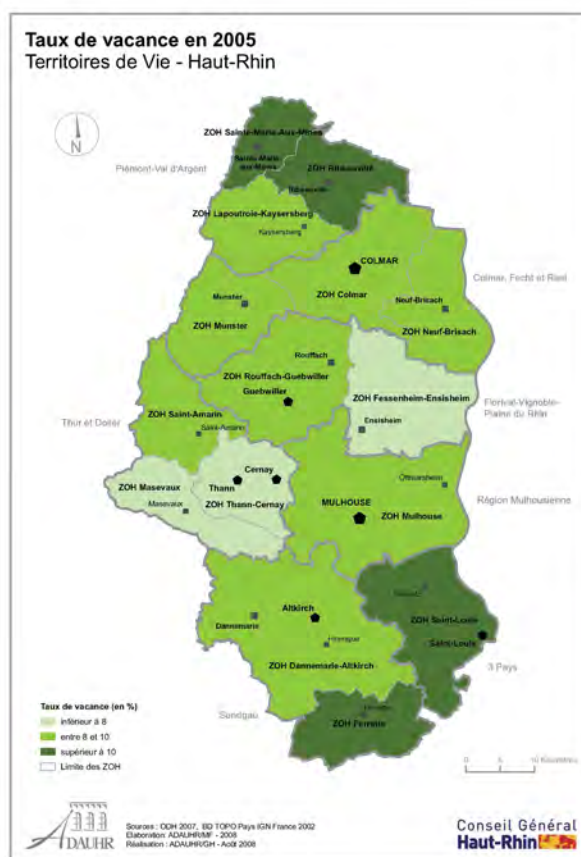 Taux de vacance en 2005
Territoires de Vie - Haut-Rhin
N
ZOH Sainte-Marie-Aux-Mines
Sainte-Marie-
aux-Mines
Piémont-Val d'Argent
ZOH Ribeauvillé
Ribeauvillé
ZOH Lapoutroie-Kaysersberg
Kaysersberg
COLMAR
Colmar, Fecht et Ried
ZOH Colmar
Munster
Neuf-Brisach
ZOH Munster
ZOH Neuf-Brisach
Rouffach
ZOH Rouffach-Guebwiller
Guebwiller
ZOH Fessenheim-Ensisheim
Florival-Vignoble-
Plaine du Rhin
ZOH Saint-Amarin
Thur et Doller
Saint-Amarin
Ensisheim
Cernay
ZOH Masevaux
Thann
Ottmarsheim
Masevaux
ZOH Thann-Cernay
Région Mulhousienne
MULHOUSE
ZOH Mulhouse
Altkirch
Dannemarie
Hirsingue
ZOH Saint-Louis
Saint-Louis
ZOH Dannemarie-Altkirch
3 Pays
Sundgau
ZOH Ferrette
Taux de vacance (en %)
inférieur à 8
entre 8 et 10
supérieur à 10
Limite des ZOH
0 5 10 Kilomètres
ADAUHR
Sources : ODH 2007, BD TOPO Pays IGN France 2002
Elaboration: ADAUHR/MF - 2008
Réalisation : ADAUHR/GH - Août 2008
Conseil Général
Haut-Rhin